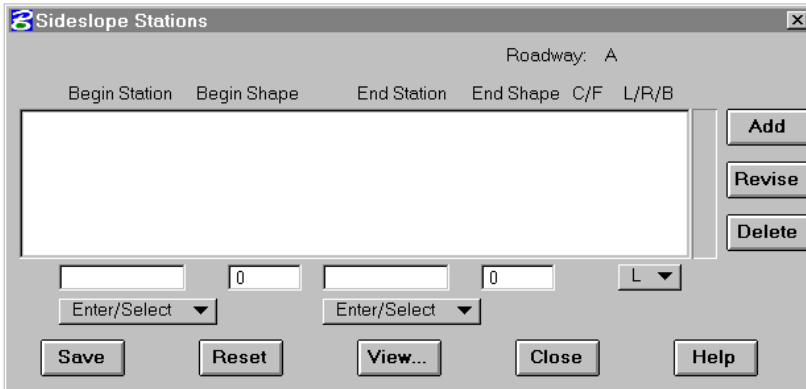 Sideslope Stations
Roadway: A
Begin Station Begin Shape End Station End Shape C/F L/R/B
Add
Revise
Delete
0 0 L
Enter/Select Enter/Select
Save Reset View... Close Help